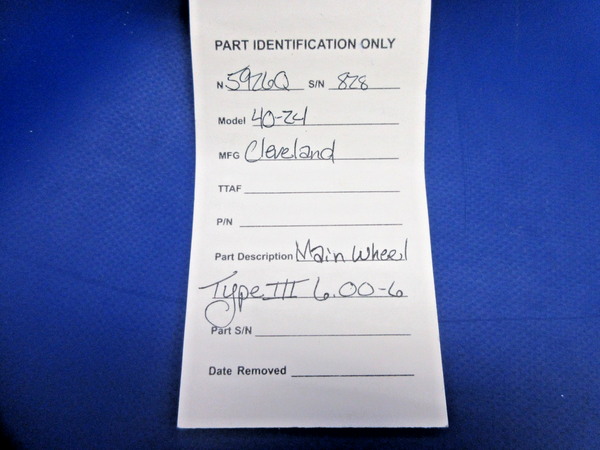 PART IDENTIFICATION ONLY
N 5926Q S/N 828
Model 40-24
MFG Cleveland
TTAF
P/N
Part Description Main Wheel
Type III 6.00-6
Part S/N
Date Removed